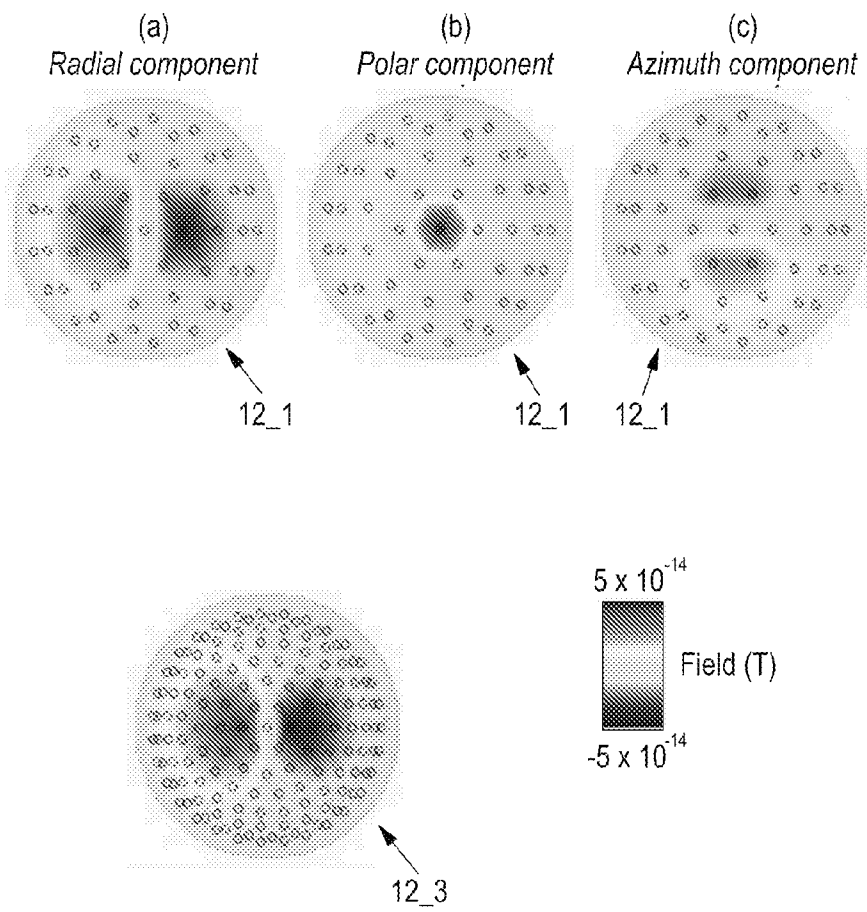 (a) (b) (c)
Radial component Polar component Azimuth component
12_1 12_1 12_1
5 x 10-14
Field (T)
-5 x 10-14
12_3